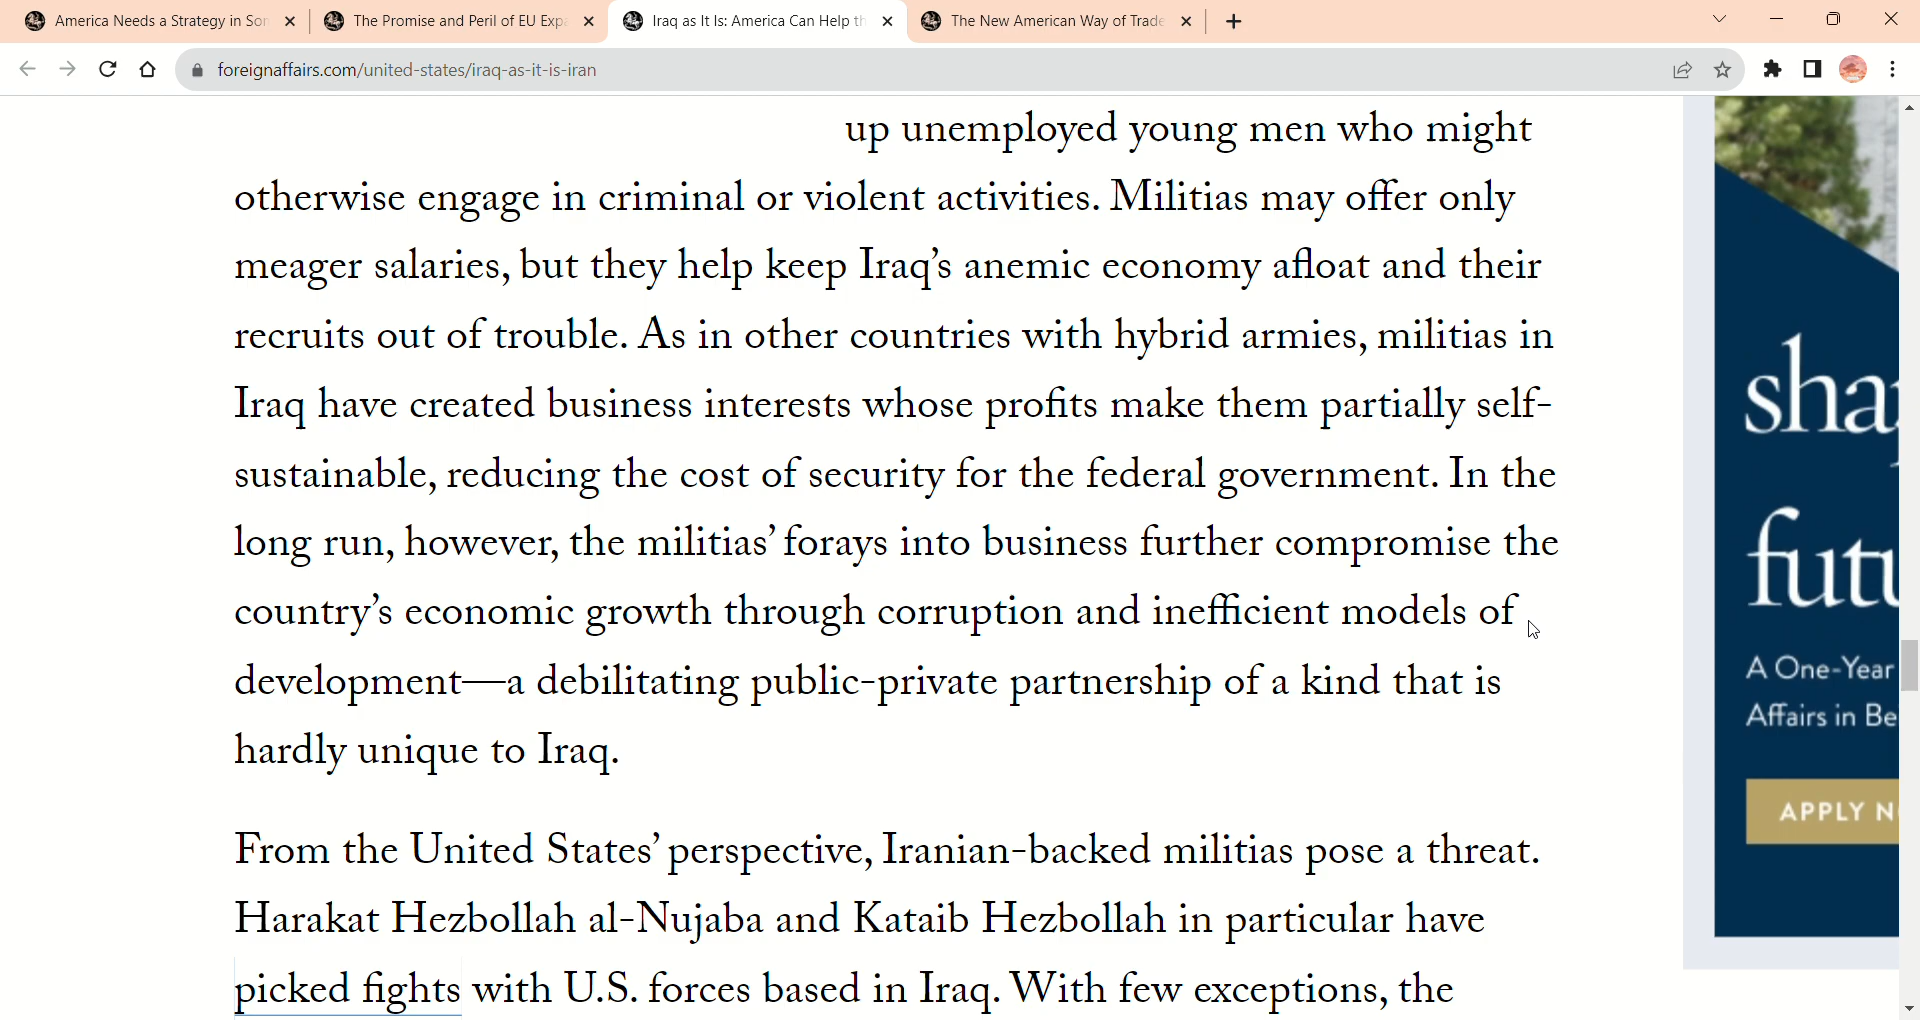 America Needs a Strategy in So
The Promise and Peril of EU Exp
Iraq as It Is: America Can Help th
The New American Way of Trade
foreignaffairs.com/united-states/iraq-as-it-is-iran
up unemployed young men who might
otherwise engage in criminal or violent activities. Militias may offer only
meager salaries, but they help keep Iraq’s anemic economy afloat and their
recruits out of trouble. As in other countries with hybrid armies, militias in
Iraq have created business interests whose profits make them partially self-
sustainable, reducing the cost of security for the federal government. In the
long run, however, the militias’ forays into business further compromise the
country’s economic growth through corruption and inefficient models of
development—a debilitating public-private partnership of a kind that is
hardly unique to Iraq.
From the United States’ perspective, Iranian-backed militias pose a threat.
Harakat Hezbollah al-Nujaba and Kataib Hezbollah in particular have
picked fights with U.S. forces based in Iraq. With few exceptions, the
sha
futu
A One-Year
Affairs in Be
APPLY N